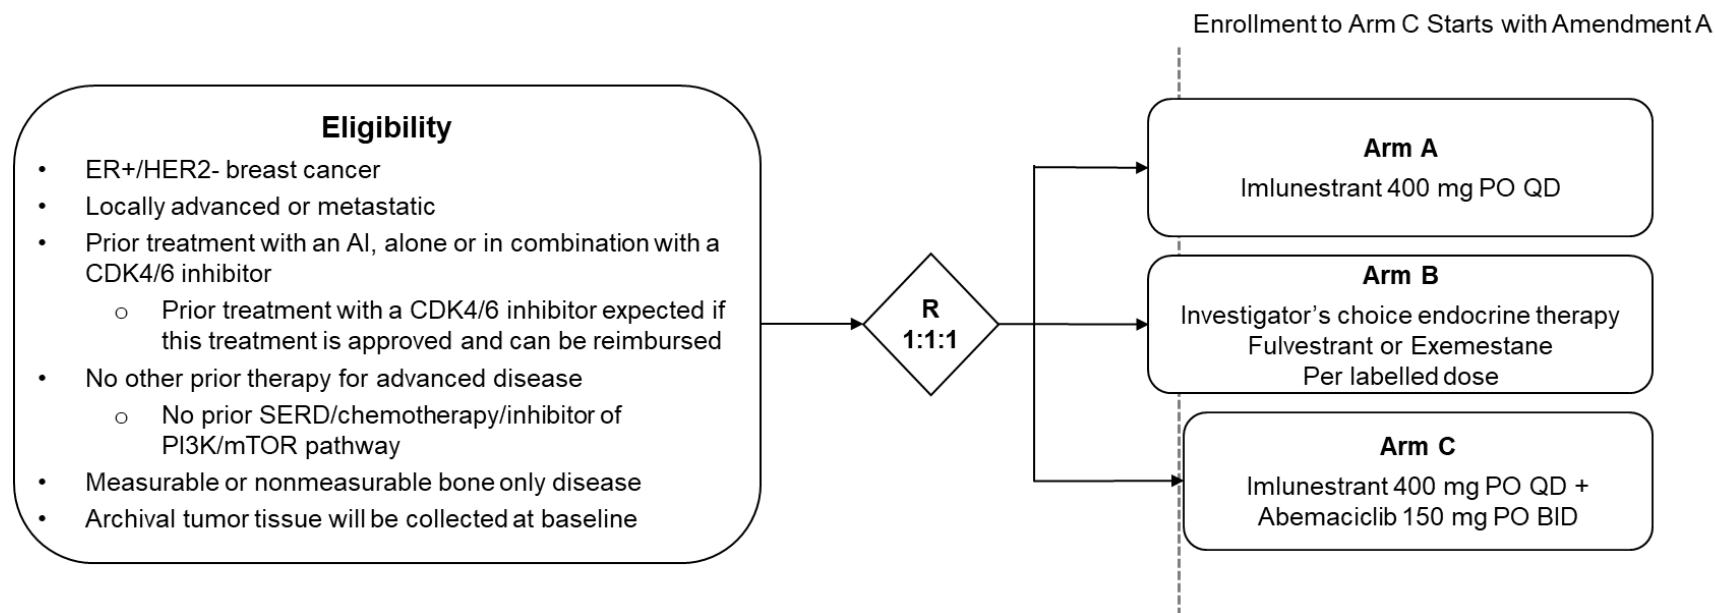 Enrollment to Arm C Starts with Amendment A
Eligibility
• ER+/HER2- breast cancer
• Locally advanced or metastatic
• Prior treatment with an AI, alone or in combination with a
CDK4/6 inhibitor
o Prior treatment with a CDK4/6 inhibitor expected if
this treatment is approved and can be reimbursed
• No other prior therapy for advanced disease
o No prior SERD/chemotherapy/inhibitor of
PI3K/mTOR pathway
• Measurable or nonmeasurable bone only disease
• Archival tumor tissue will be collected at baseline
R
1:1:1
Arm A
Imlunestrant 400 mg PO QD
Arm B
Investigator’s choice endocrine therapy
Fulvestrant or Exemestane
Per labelled dose
Arm C
Imlunestrant 400 mg PO QD +
Abemaciclib 150 mg PO BID